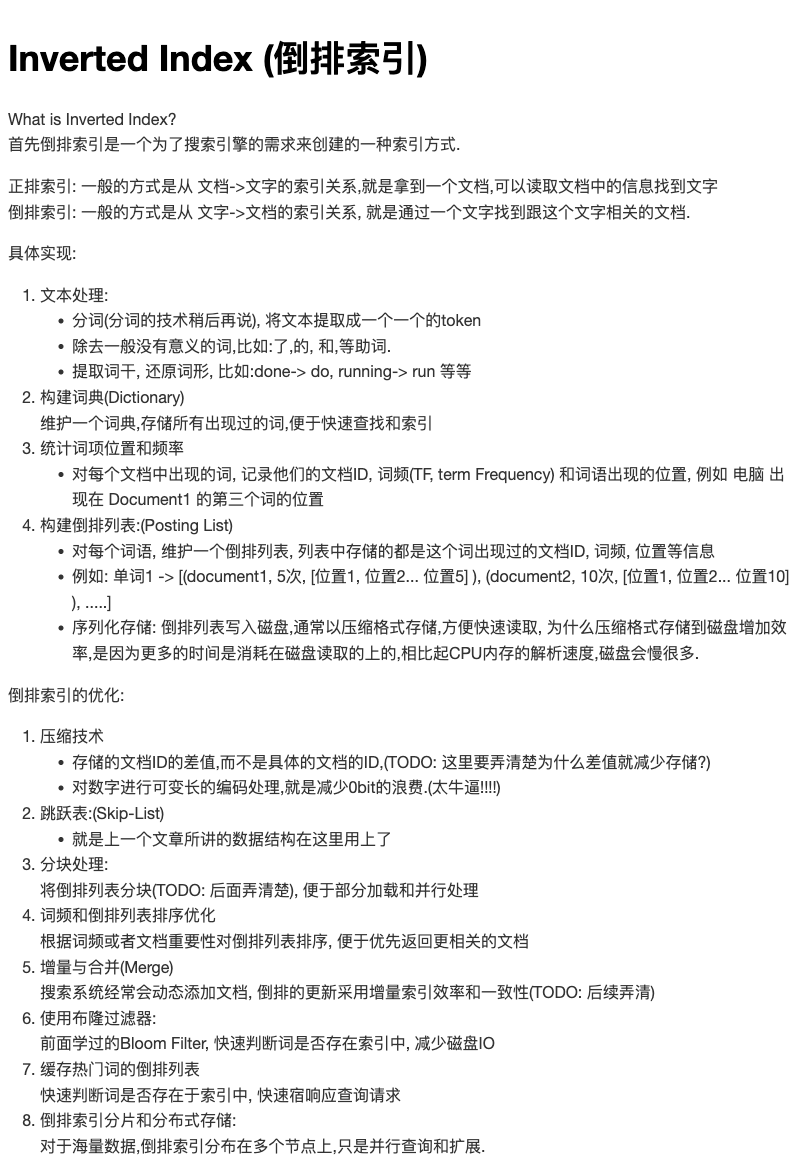 Inverted Index (倒排索引)
What is Inverted Index?
首先倒排索引是一个为了搜索引擎的需求来创建的一种索引方式.
正排索引: 一般的方式是从 文档->文字的索引关系,就是拿到一个文档,可以读取文档中的信息找到文字
倒排索引: 一般的方式是从 文字->文档的索引关系, 就是通过一个文字找到跟这个文字相关的文档.
具体实现:
1. 文本处理:
• 分词(分词的技术稍后再说), 将文本提取成一个一个的token
• 除去一般没有意义的词,比如:了,的, 和,等助词.
• 提取词干, 还原词形, 比如:done-> do, running-> run 等等
2. 构建词典(Dictionary)
维护一个词典,存储所有出现过的词,便于快速查找和索引
3. 统计词项位置和频率
• 对每个文档中出现的词, 记录他们的文档ID, 词频(TF, term Frequency) 和词语出现的位置, 例如 电脑 出
现在 Document1 的第三个词的位置
4. 构建倒排列表:(Posting List)
• 对每个词语, 维护一个倒排列表, 列表中存储的都是这个词出现过的文档ID, 词频, 位置等信息
• 例如: 单词1 -> [(document1, 5次, [位置1, 位置2... 位置5] ), (document2, 10次, [位置1, 位置2... 位置10]
), .....]
• 序列化存储: 倒排列表写入磁盘,通常以压缩格式存储,方便快速读取, 为什么压缩格式存储到磁盘增加效
率,是因为更多的时间是消耗在磁盘读取的上的,相比起CPU内存的解析速度,磁盘会慢很多.
倒排索引的优化:
1. 压缩技术
• 存储的文档ID的差值,而不是具体的文档的ID,(TODO: 这里要弄清楚为什么差值就减少存储?)
• 对数字进行可变长的编码处理,就是减少0bit的浪费.(太牛逼!!!!)
2. 跳跃表:(Skip-List)
• 就是上一个文章所讲的数据结构在这里用上了
3. 分块处理:
将倒排列表分块(TODO: 后面弄清楚), 便于部分加载和并行处理
4. 词频和倒排列表排序优化
根据词频或者文档重要性对倒排列表排序, 便于优先返回更相关的文档
5. 增量与合并(Merge)
搜索系统经常会动态添加文档, 倒排的更新采用增量索引效率和一致性(TODO: 后续弄清)
6. 使用布隆过滤器:
前面学过的Bloom Filter, 快速判断词是否存在索引中, 减少磁盘IO
7. 缓存热门词的倒排列表
快速判断词是否存在于索引中, 快速宿响应查询请求
8. 倒排索引分片和分布式存储:
对于海量数据,倒排索引分布在多个节点上,只是并行查询和扩展.